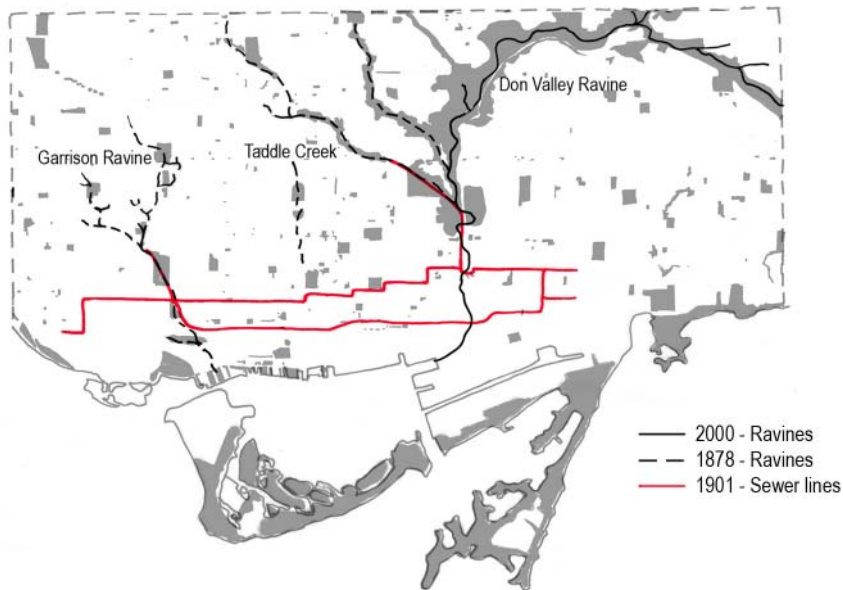 Don Valley Ravine
Garrison Ravine
Taddle Creek
2000 - Ravines
1878 - Ravines
1901 - Sewer lines